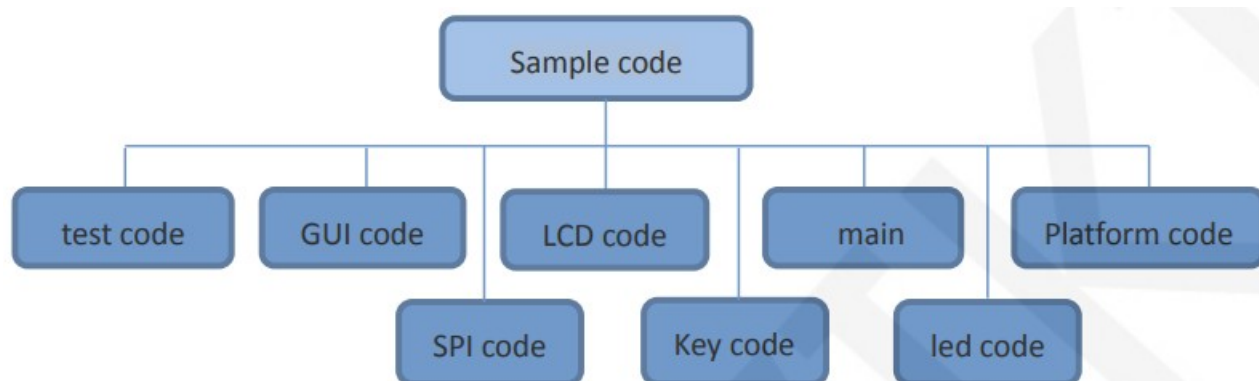 Sample code
test code
GUI code
LCD code
main
Platform code
SPI code
Key code
led code